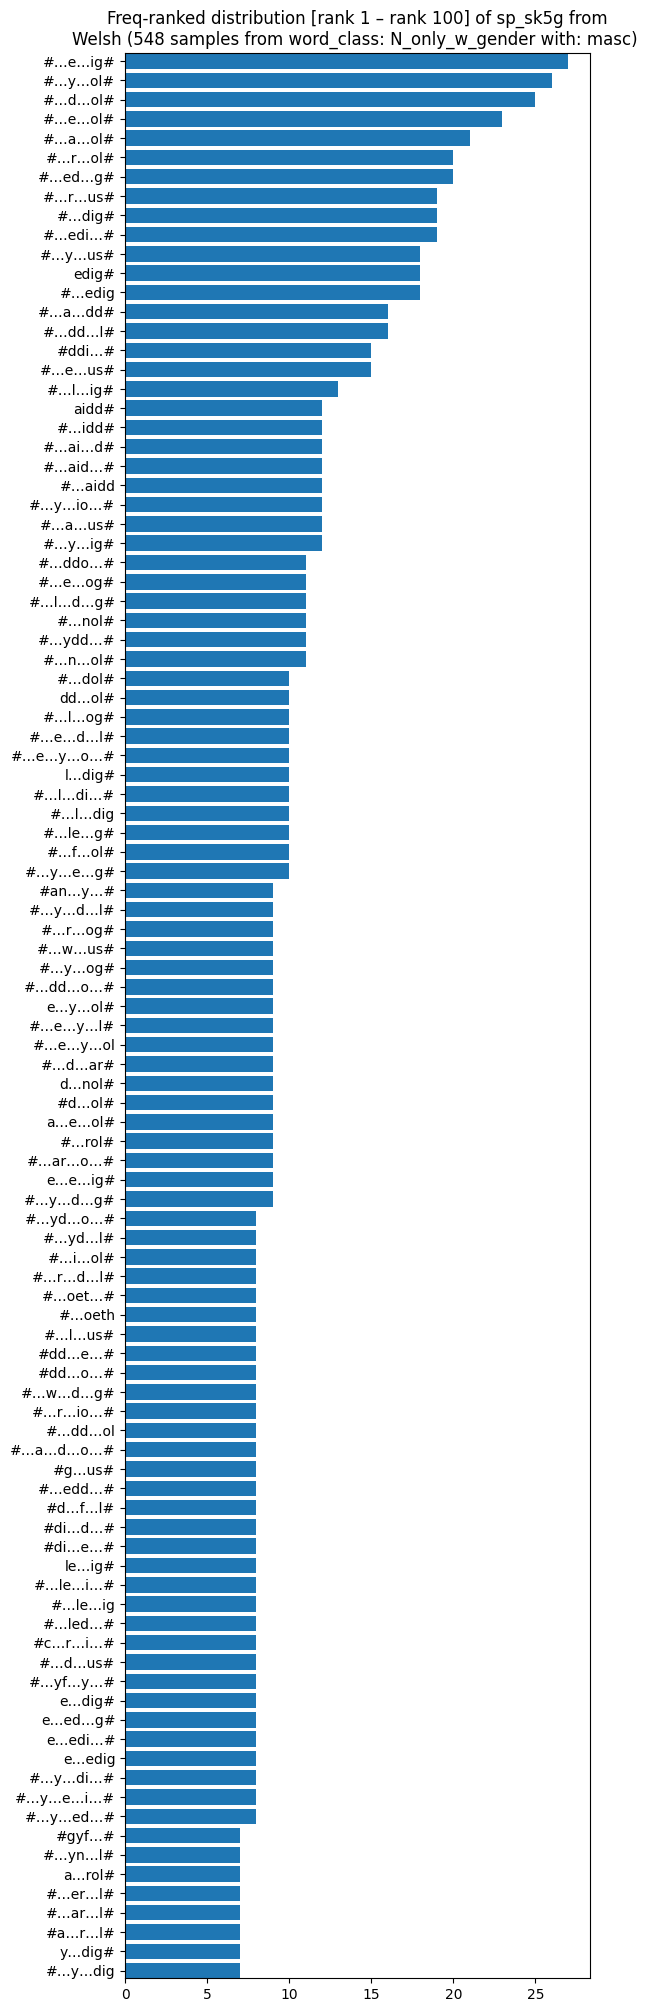 Freq-ranked distribution [rank 1 – rank 100] of sp_sk5g from
Welsh (548 samples from word_class: N_only_w_gender with: masc)
#...e...ig#
#...y...ol#
#...d...ol#
#...e...ol#
#...a...ol#
#...r...ol#
#...ed...g#
#...r...us#
#...dig#
#...edi...#
#...y...us#
edig#
#...edig
#...a...dd#
#...dd...l#
#ddi...#
#...e...us#
#...l...ig#
aidd#
#...idd#
#...ai...d#
#...aid...#
#...aidd
#...y...io...#
#...a...us#
#...y...ig#
#...ddo...#
#...e...og#
#...l...d...g#
#...nol#
#...ydd...#
#...n...ol#
#...dol#
dd...ol#
#...l...og#
#...e...d...l#
#...e...y...o...#
l...dig#
#...l...di...#
#...l...dig
#...le...g#
#...f...ol#
#...y...e...g#
#an...y...#
#...y...d...l#
#...r...og#
#...w...us#
#...y...og#
#...dd...o...#
e...y...ol#
#...e...y...l#
#...e...y...ol
#...d...ar#
d...nol#
#d...ol#
a...e...ol#
#...rol#
#...ar...o...#
e...e...ig#
#...y...d...g#
#...yd...o...#
#...yd...l#
#...i...ol#
#...r...d...l#
#...oet...#
#...oeth
#...l...us#
#dd...e...#
#dd...o...#
#...w...d...g#
#...r...io...#
#...dd...ol
#...a...d...o...#
#g...us#
#...edd...#
#d...f...l#
#di...d...#
#di...e...#
le...ig#
#...le...i...#
#...le...ig
#...led...#
#c...r...i...#
#...d...us#
#...yf...y...#
e...dig#
e...ed...g#
e...edi...#
e...edig
#...y...di...#
#...y...e...i...#
#...y...ed...#
#gyf...#
#...yn...l#
a...rol#
#...er...l#
#...ar...l#
#a...r...l#
y...dig#
#...y...dig
0 5 10 15 20 25